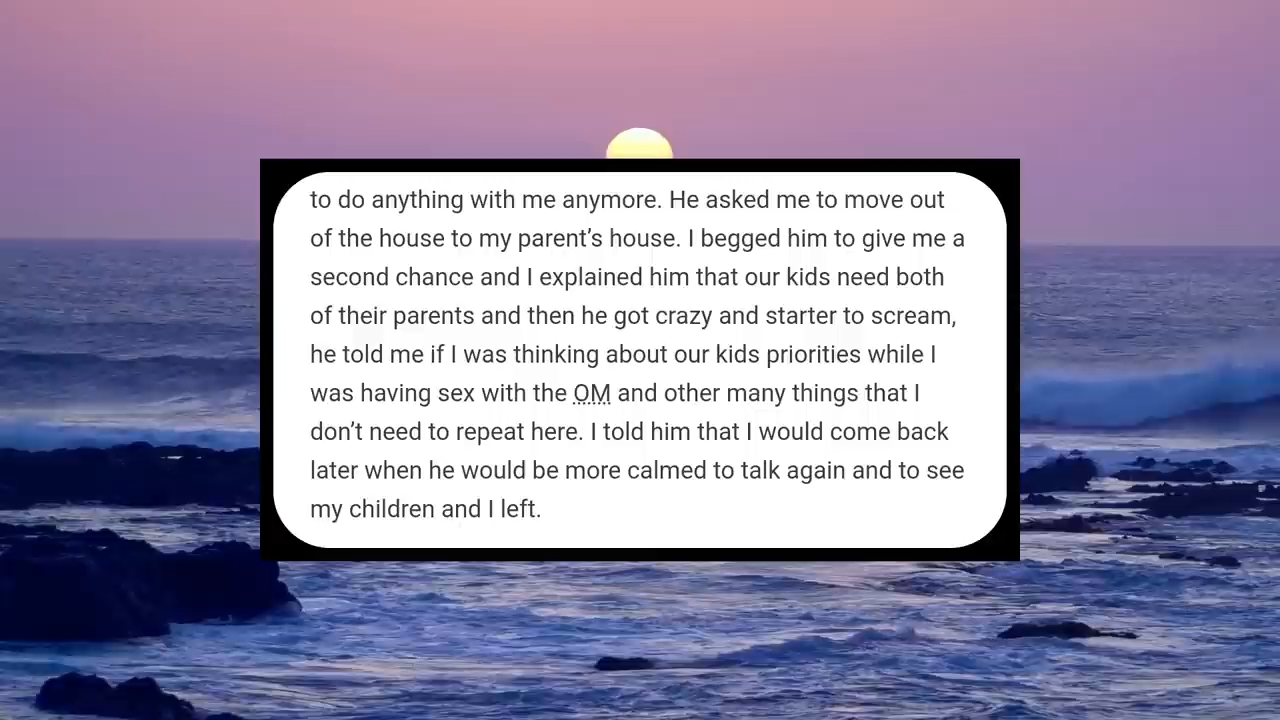 to do anything with me anymore. He asked me to move out
of the house to my parent’s house. I begged him to give me a
second chance and I explained him that our kids need both
of their parents and then he got crazy and starter to scream,
he told me if I was thinking about our kids priorities while I
was having sex with the OM and other many things that I
don’t need to repeat here. I told him that I would come back
later when he would be more calmed to talk again and to see
my children and I left.